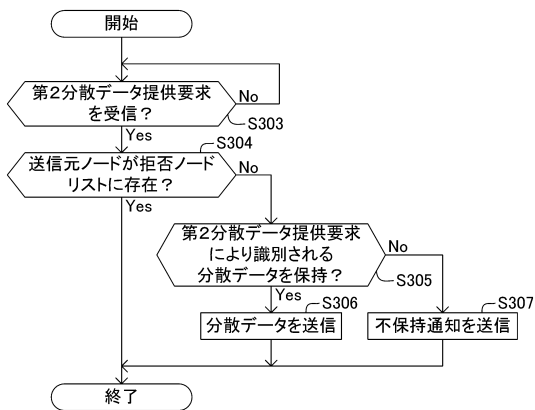 開始
第2分散データ提供要求
を受信？
No
S303
Yes
S304
送信元ノードが拒否ノード
リストに存在？
No
Yes
第2分散データ提供要求
により識別される
分散データを保持？
No
S305
Yes
S306
分散データを送信
S307
不保持通知を送信
終了